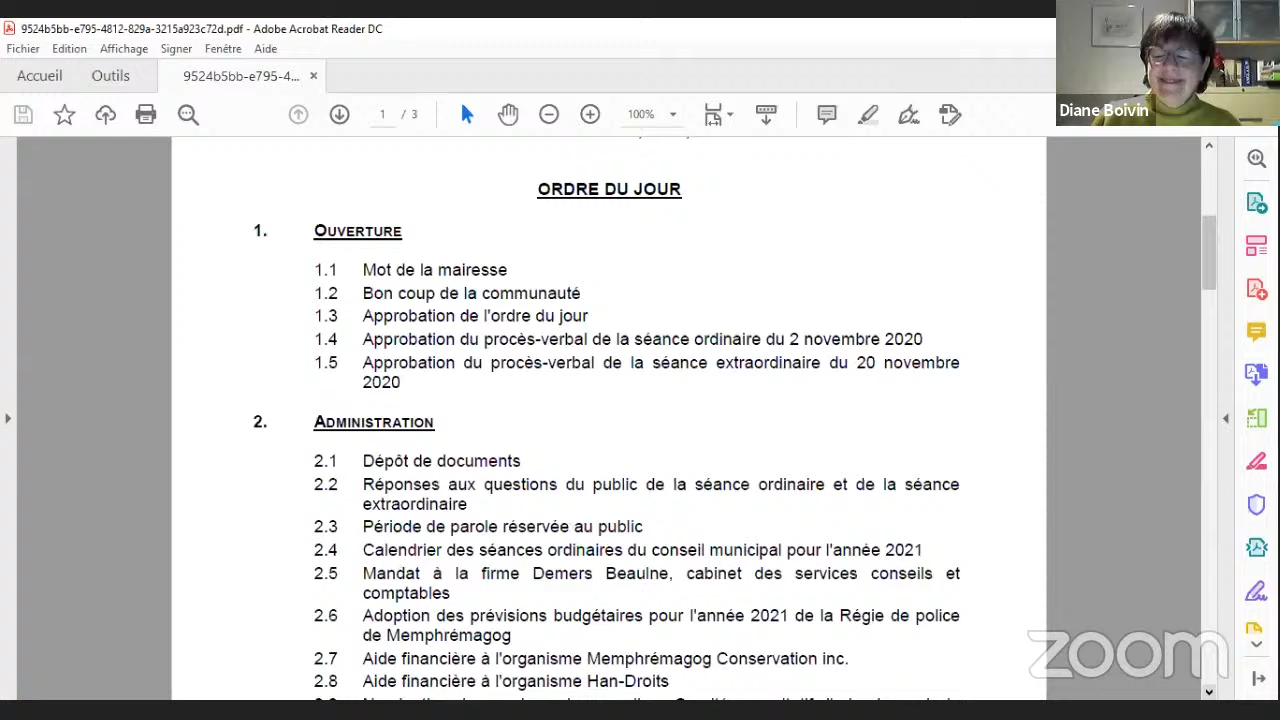 9524b5bb-e795-4812-829a-3215a923c72d.pdf - Adobe Acrobat Reader DC
Fichier Edition Affichage Signer Fenêtre Aide
Accueil Outils 9524b5bb-e795-4... ×
1 / 3 100%
Diane Boivin
ORDRE DU JOUR
1. OUVERTURE
1.1 Mot de la mairesse
1.2 Bon coup de la communauté
1.3 Approbation de l'ordre du jour
1.4 Approbation du procès-verbal de la séance ordinaire du 2 novembre 2020
1.5 Approbation du procès-verbal de la séance extraordinaire du 20 novembre
2020
2. ADMINISTRATION
2.1 Dépôt de documents
2.2 Réponses aux questions du public de la séance ordinaire et de la séance
extraordinaire
2.3 Période de parole réservée au public
2.4 Calendrier des séances ordinaires du conseil municipal pour l'année 2021
2.5 Mandat à la firme Demers Beaulne, cabinet des services conseils et
comptables
2.6 Adoption des prévisions budgétaires pour l'année 2021 de la Régie de police
de Memphrémagog
2.7 Aide financière à l'organisme Memphrémagog Conservation inc.
2.8 Aide financière à l'organisme Han-Droits
zoom